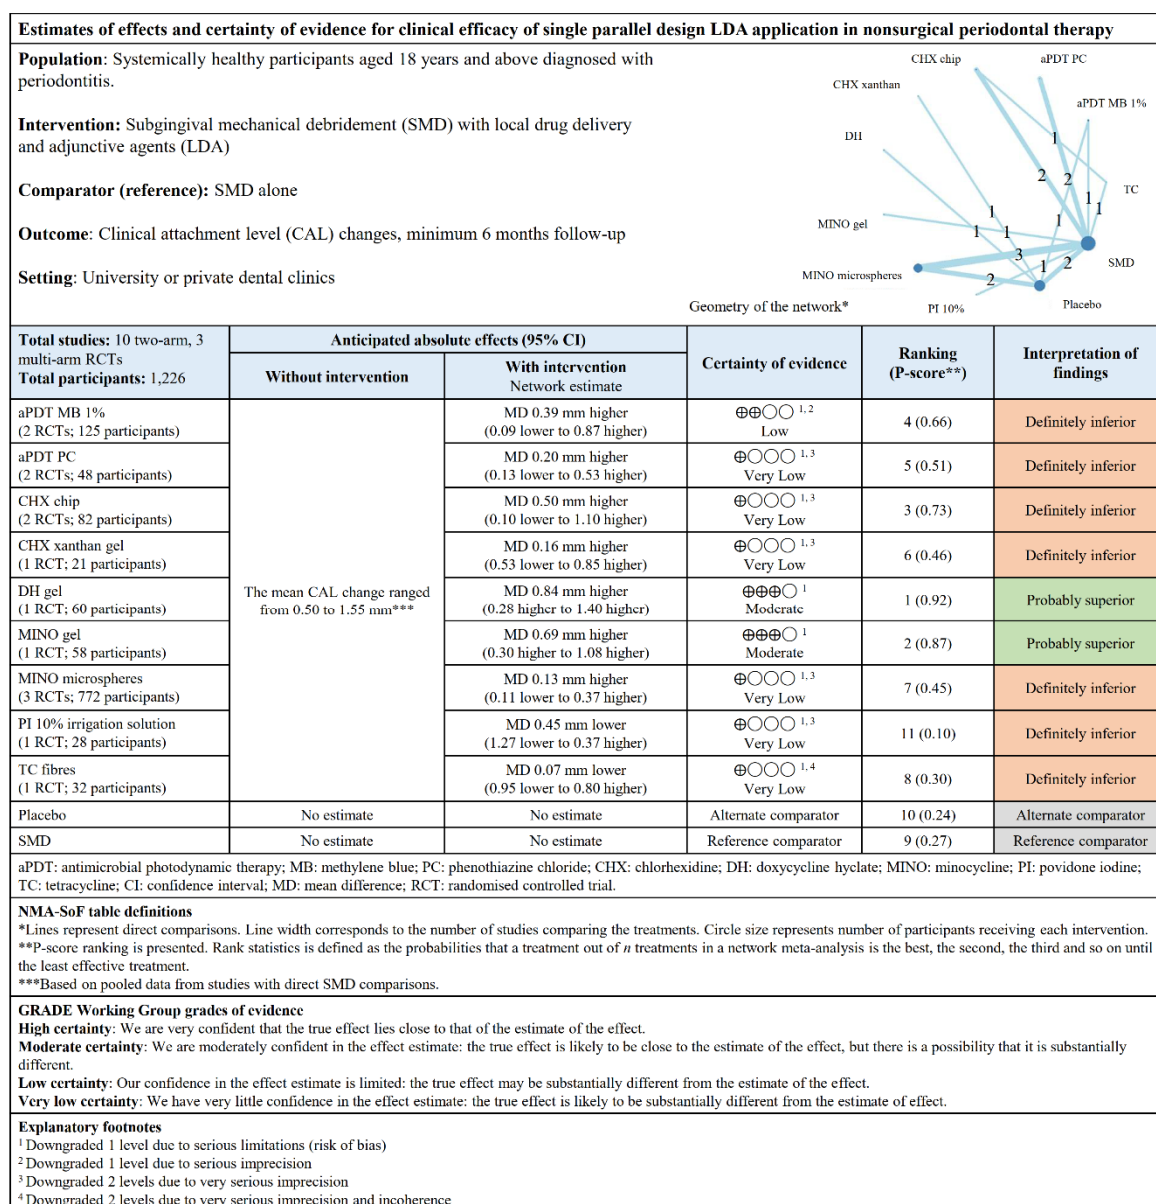 Estimates of effects and certainty of evidence for clinical efficacy of single parallel design LDA application in nonsurgical periodontal therapy
Population: Systemically healthy participants aged 18 years and above diagnosed with
periodontitis.
Intervention: Subgingival mechanical debridement (SMD) with local drug delivery
and adjunctive agents (LDA)
Comparator (reference): SMD alone
Outcome: Clinical attachment level (CAL) changes, minimum 6 months follow-up
Setting: University or private dental clinics
CHX chip
aPDT PC
CHX xanthan
aPDT MB 1%
DH
TC
MINO gel
SMD
MINO microspheres
Placebo
PI 10%
1
2
2
1
1
1
1
1
1
3
1
2
2
Geometry of the network*
Total studies: 10 two-arm, 3
multi-arm RCTs
Total participants: 1,226
Anticipated absolute effects (95% CI)
Without intervention
With intervention
Network estimate
Certainty of evidence
Ranking
(P-score**)
Interpretation of
findings
The mean CAL change ranged
from 0.50 to 1.55 mm***
aPDT MB 1%
(2 RCTs; 125 participants)
MD 0.39 mm higher
(0.09 lower to 0.87 higher)
⊕⊕○○ 1, 2
Low
4 (0.66)
Definitely inferior
aPDT PC
(2 RCTs; 48 participants)
MD 0.20 mm higher
(0.13 lower to 0.53 higher)
⊕○○○ 1, 3
Very Low
5 (0.51)
Definitely inferior
CHX chip
(2 RCTs; 82 participants)
MD 0.50 mm higher
(0.10 lower to 1.10 higher)
⊕○○○ 1, 3
Very Low
3 (0.73)
Definitely inferior
CHX xanthan gel
(1 RCT; 21 participants)
MD 0.16 mm higher
(0.53 lower to 0.85 higher)
⊕○○○ 1, 3
Very Low
6 (0.46)
Definitely inferior
DH gel
(1 RCT; 60 participants)
MD 0.84 mm higher
(0.28 higher to 1.40 higher)
⊕⊕⊕○ 1
Moderate
1 (0.92)
Probably superior
MINO gel
(1 RCT; 58 participants)
MD 0.69 mm higher
(0.30 higher to 1.08 higher)
⊕⊕⊕○ 1
Moderate
2 (0.87)
Probably superior
MINO microspheres
(3 RCTs; 772 participants)
MD 0.13 mm higher
(0.11 lower to 0.37 higher)
⊕○○○ 1, 3
Very Low
7 (0.45)
Definitely inferior
PI 10% irrigation solution
(1 RCT; 28 participants)
MD 0.45 mm lower
(1.27 lower to 0.37 higher)
⊕○○○ 1, 3
Very Low
11 (0.10)
Definitely inferior
TC fibres
(1 RCT; 32 participants)
MD 0.07 mm lower
(0.95 lower to 0.80 higher)
⊕○○○ 1, 4
Very Low
8 (0.30)
Definitely inferior
Placebo
No estimate
No estimate
Alternate comparator
10 (0.24)
Alternate comparator
SMD
No estimate
No estimate
Reference comparator
9 (0.27)
Reference comparator
aPDT: antimicrobial photodynamic therapy; MB: methylene blue; PC: phenothiazine chloride; CHX: chlorhexidine; DH: doxycycline hyclate; MINO: minocycline; PI: povidone iodine;
TC: tetracycline; CI: confidence interval; MD: mean difference; RCT: randomised controlled trial.
NMA-SoF table definitions
*Lines represent direct comparisons. Line width corresponds to the number of studies comparing the treatments. Circle size represents number of participants receiving each intervention.
**P-score ranking is presented. Rank statistics is defined as the probabilities that a treatment out of n treatments in a network meta-analysis is the best, the second, the third and so on until
the least effective treatment.
***Based on pooled data from studies with direct SMD comparisons.
GRADE Working Group grades of evidence
High certainty: We are very confident that the true effect lies close to that of the estimate of the effect.
Moderate certainty: We are moderately confident in the effect estimate: the true effect is likely to be close to the estimate of the effect, but there is a possibility that it is substantially
different.
Low certainty: Our confidence in the effect estimate is limited: the true effect may be substantially different from the estimate of the effect.
Very low certainty: We have very little confidence in the effect estimate: the true effect is likely to be substantially different from the estimate of effect.
Explanatory footnotes
1 Downgraded 1 level due to serious limitations (risk of bias)
2 Downgraded 1 level due to serious imprecision
3 Downgraded 2 levels due to very serious imprecision
4 Downgraded 2 levels due to very serious imprecision and incoherence